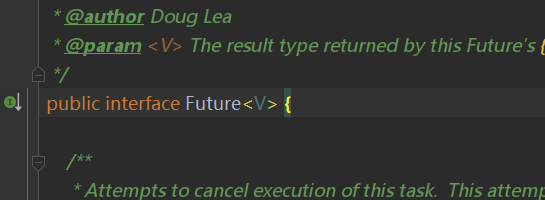 * @author Doug Lea
* @param <V> The result type returned by this Future's {
*/
public interface Future<V> {
/**
* Attempts to cancel execution of this task.  This attemp